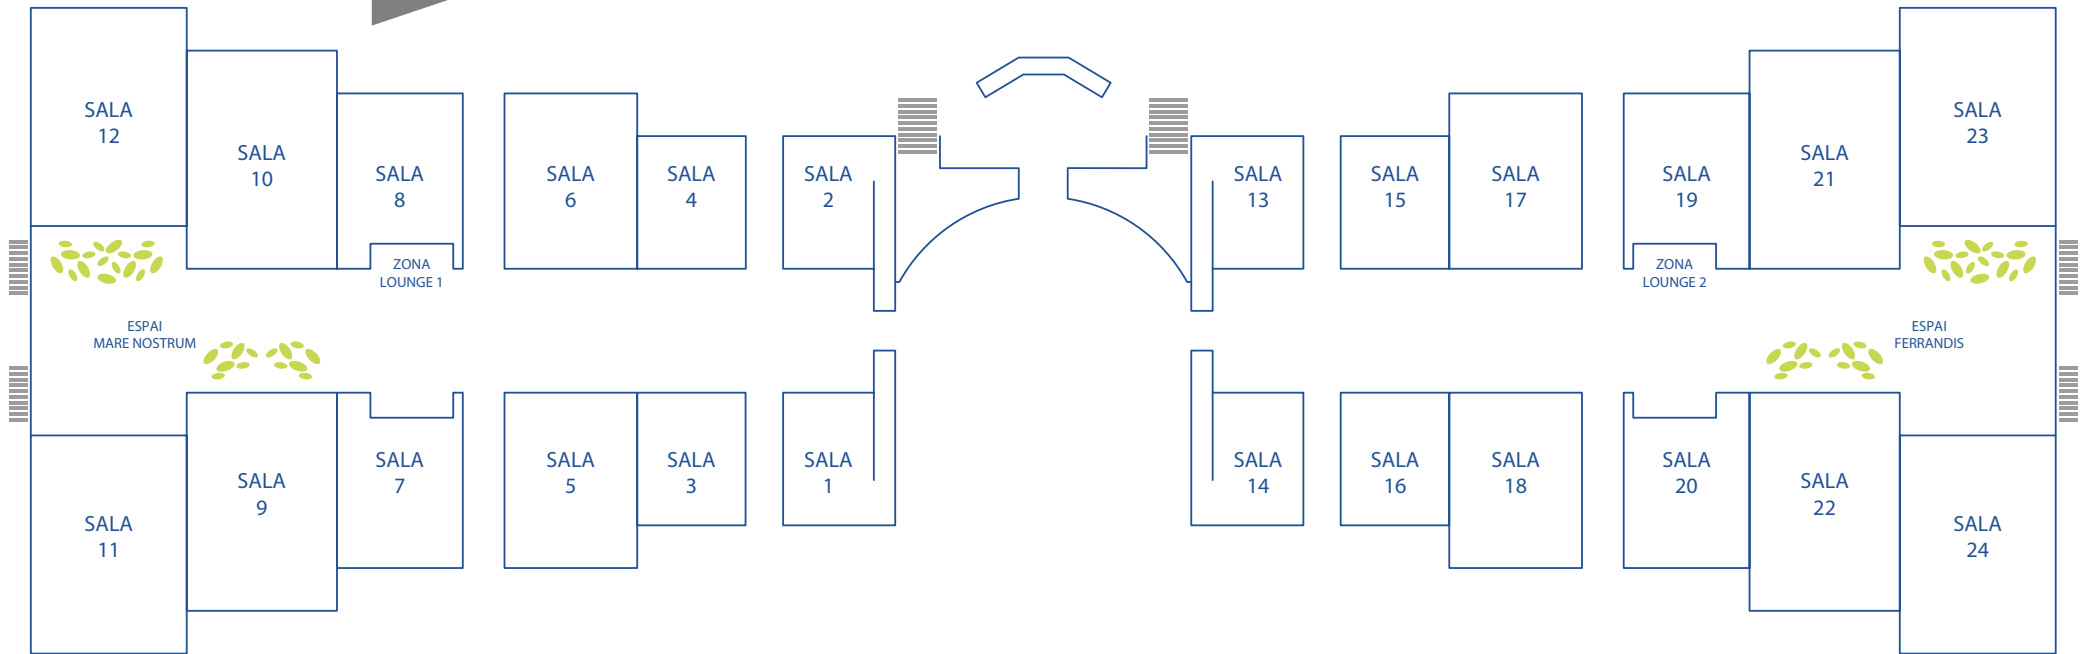 SALA
12
SALA
10
SALA
8
SALA
6
SALA
4
SALA
2
SALA
13
SALA
15
SALA
17
SALA
19
SALA
21
SALA
23
ZONA
LOUNGE 1
ZONA
LOUNGE 2
ESPAI
MARE NOSTRUM
ESPAI
FERRANDIS
SALA
11
SALA
9
SALA
7
SALA
5
SALA
3
SALA
1
SALA
14
SALA
16
SALA
18
SALA
20
SALA
22
SALA
24